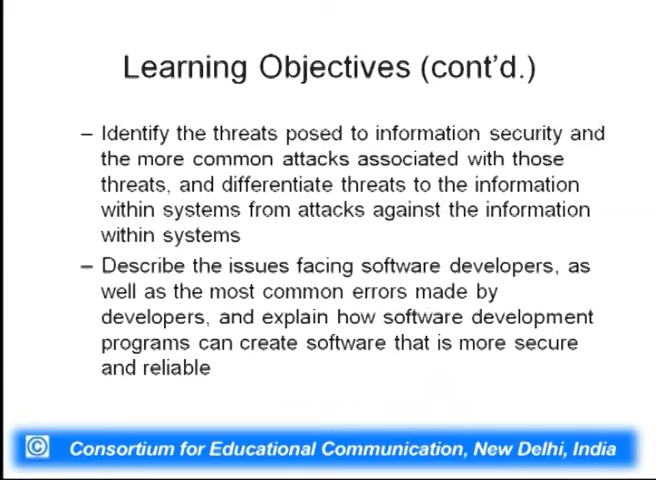 Learning Objectives (cont'd.)
– Identify the threats posed to information security and
the more common attacks associated with those
threats, and differentiate threats to the information
within systems from attacks against the information
within systems
– Describe the issues facing software developers, as
well as the most common errors made by
developers, and explain how software development
programs can create software that is more secure
and reliable
© Consortium for Educational Communication, New Delhi, India